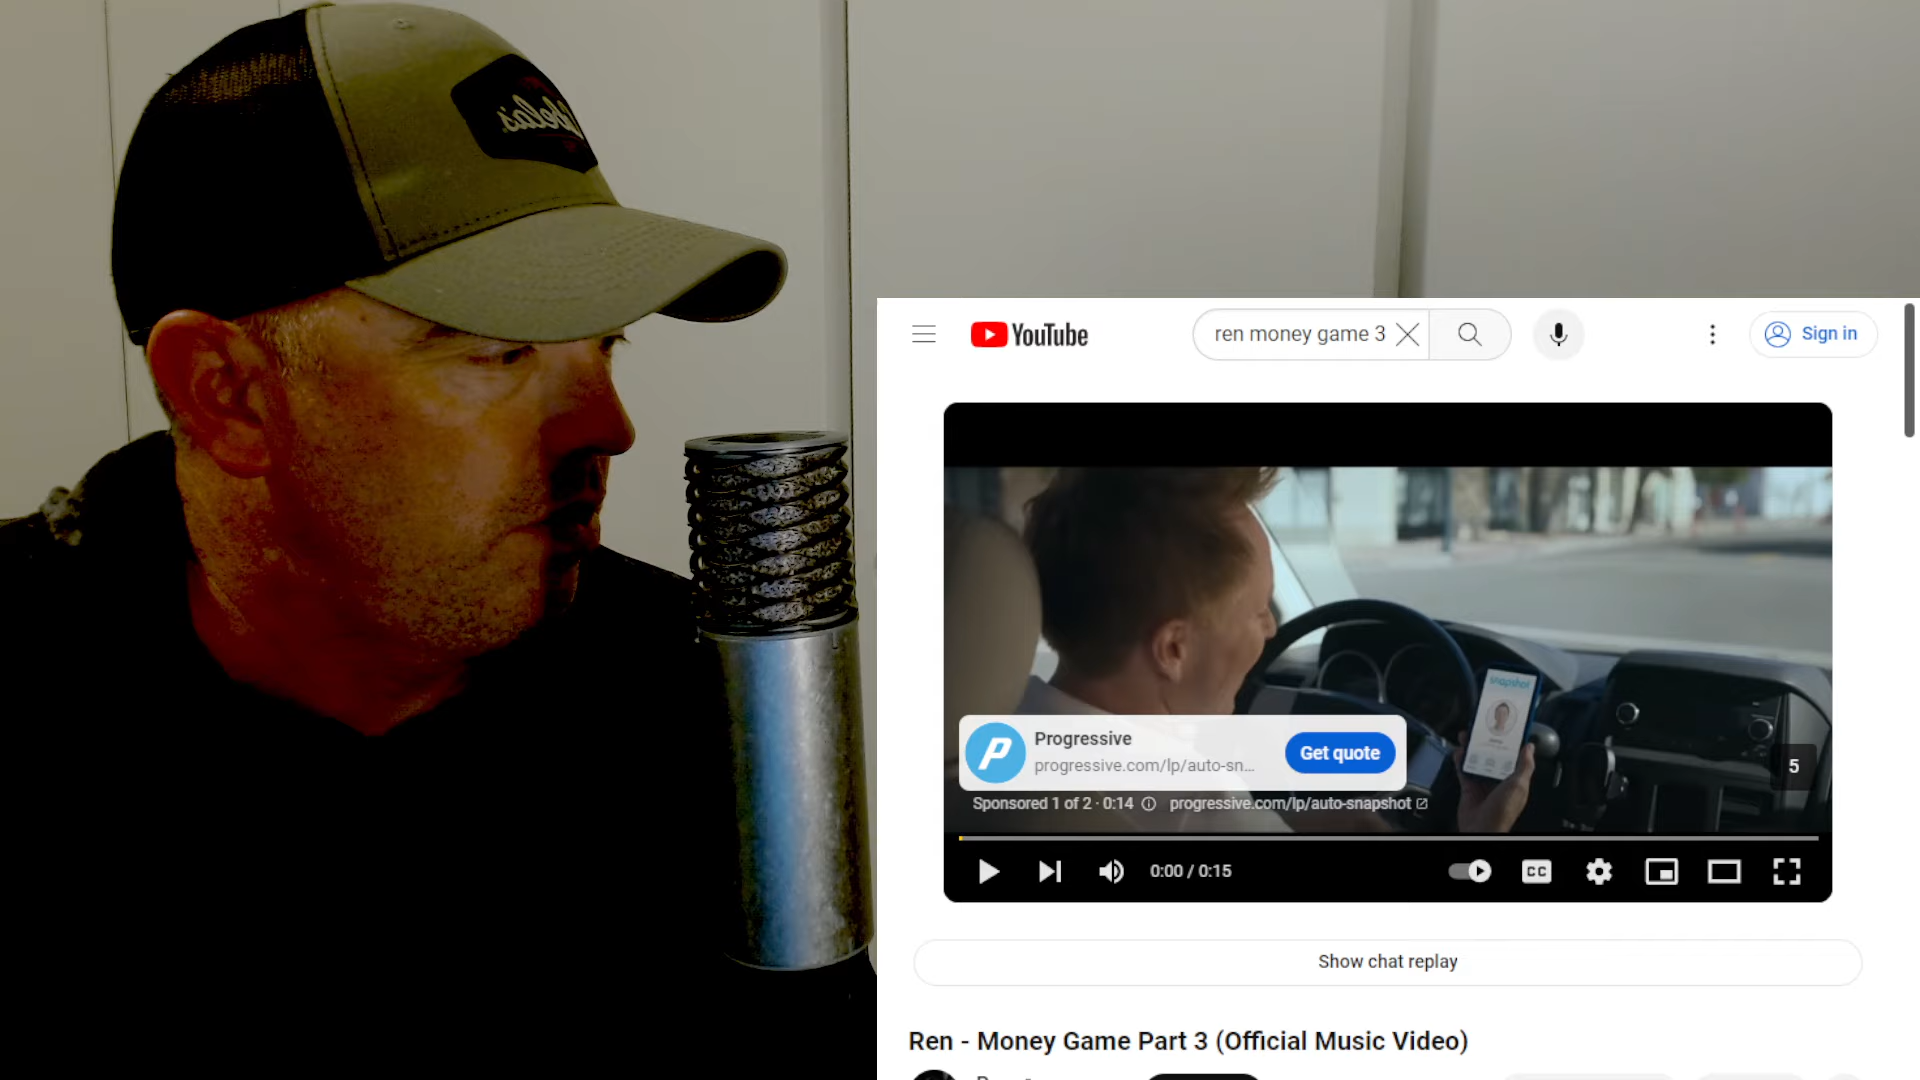 YouTube
ren money game 3
Sign in
snapshot
Progressive
progressive.com/lp/auto-sn...
Get quote
5
Sponsored 1 of 2 · 0:14
progressive.com/lp/auto-snapshot
0:00 / 0:15
CC
Show chat replay
Ren - Money Game Part 3 (Official Music Video)